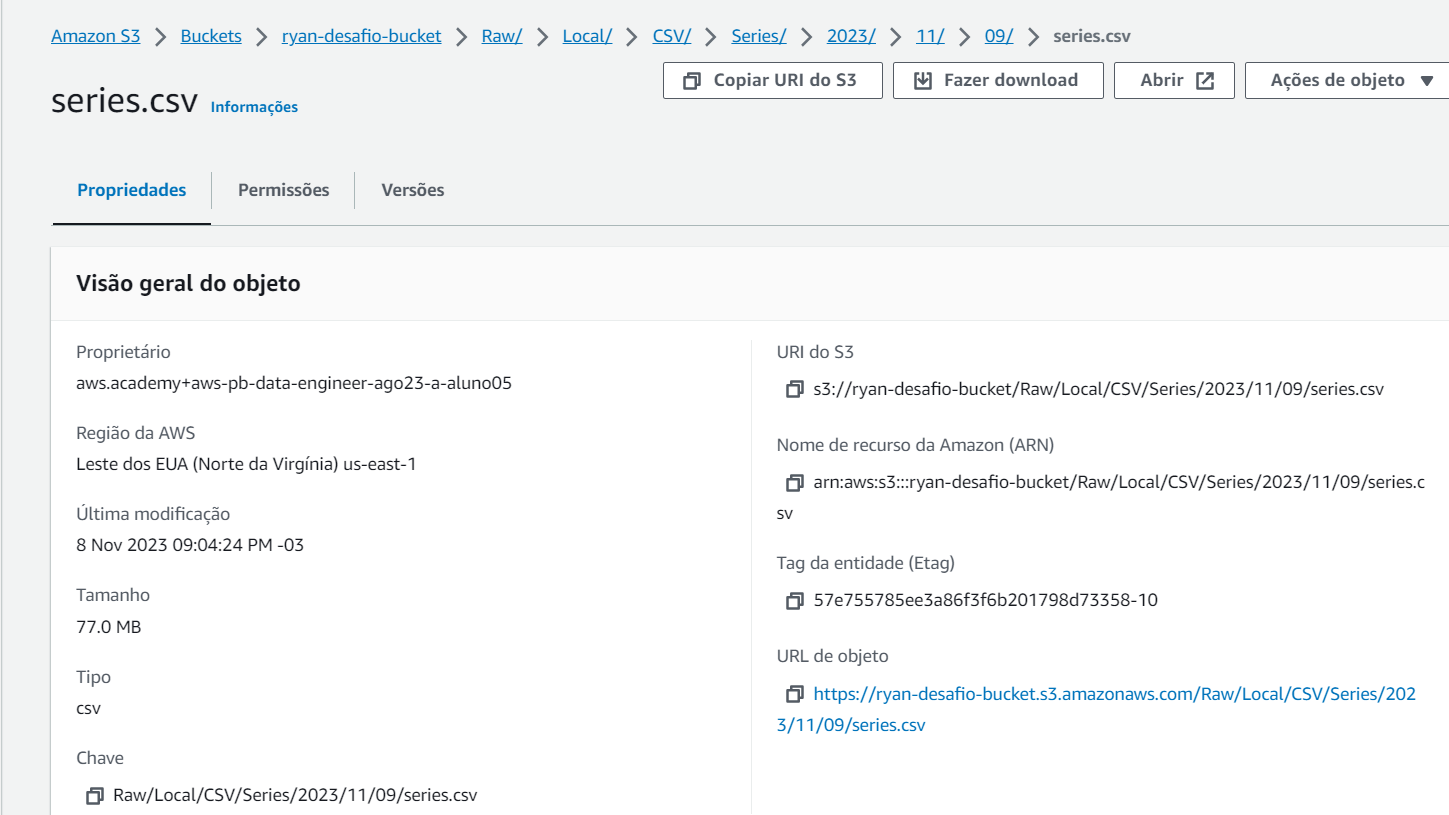 Amazon S3 > Buckets > ryan-desafio-bucket > Raw/ > Local/ > CSV/ > Series/ > 2023/ > 11/ > 09/ > series.csv
series.csv Informações
Copiar URI do S3 Fazer download Abrir Ações de objeto
Propriedades Permissões Versões
Visão geral do objeto
Proprietário
aws.academy+aws-pb-data-engineer-ago23-a-aluno05
Região da AWS
Leste dos EUA (Norte da Virgínia) us-east-1
Última modificação
8 Nov 2023 09:04:24 PM -03
Tamanho
77.0 MB
Tipo
csv
Chave
Raw/Local/CSV/Series/2023/11/09/series.csv
URI do S3
s3://ryan-desafio-bucket/Raw/Local/CSV/Series/2023/11/09/series.csv
Nome de recurso da Amazon (ARN)
arn:aws:s3:::ryan-desafio-bucket/Raw/Local/CSV/Series/2023/11/09/series.c
sv
Tag da entidade (Etag)
57e755785ee3a86f3f6b201798d73358-10
URL de objeto
https://ryan-desafio-bucket.s3.amazonaws.com/Raw/Local/CSV/Series/202
3/11/09/series.csv